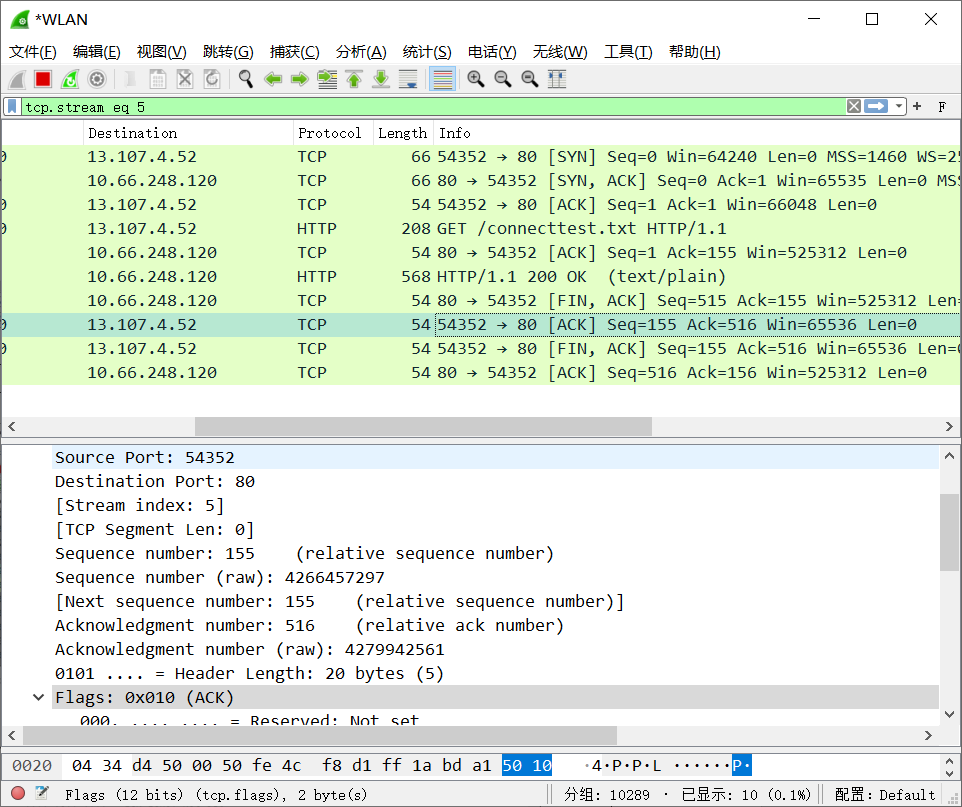 *WLAN
文件(F) 编辑(E) 视图(V) 跳转(G) 捕获(C) 分析(A) 统计(S) 电话(Y) 无线(W) 工具(T) 帮助(H)
tcp.stream eq 5 + F
Destination Protocol Length Info
0 13.107.4.52 TCP 66 54352 → 80 [SYN] Seq=0 Win=64240 Len=0 MSS=1460 WS=25
10.66.248.120 TCP 66 80 → 54352 [SYN, ACK] Seq=0 Ack=1 Win=65535 Len=0 MS
0 13.107.4.52 TCP 54 54352 → 80 [ACK] Seq=1 Ack=1 Win=66048 Len=0
0 13.107.4.52 HTTP 208 GET /connecttest.txt HTTP/1.1
10.66.248.120 TCP 54 80 → 54352 [ACK] Seq=1 Ack=155 Win=525312 Len=0
10.66.248.120 HTTP 568 HTTP/1.1 200 OK (text/plain)
10.66.248.120 TCP 54 80 → 54352 [FIN, ACK] Seq=515 Ack=155 Win=525312 Len=
0 13.107.4.52 TCP 54 54352 → 80 [ACK] Seq=155 Ack=516 Win=65536 Len=0
0 13.107.4.52 TCP 54 54352 → 80 [FIN, ACK] Seq=155 Ack=516 Win=65536 Len=0
10.66.248.120 TCP 54 80 → 54352 [ACK] Seq=516 Ack=156 Win=525312 Len=0
Source Port: 54352
Destination Port: 80
[Stream index: 5]
[TCP Segment Len: 0]
Sequence number: 155 (relative sequence number)
Sequence number (raw): 4266457297
[Next sequence number: 155 (relative sequence number)]
Acknowledgment number: 516 (relative ack number)
Acknowledgment number (raw): 4279942561
0101 .... = Header Length: 20 bytes (5)
Flags: 0x010 (ACK)
000. .... .... = Reserved: Not set
0020 04 34 d4 50 00 50 fe 4c f8 d1 ff 1a bd a1 50 10 ·4·P·P·L ······P·
Flags (12 bits) (tcp.flags), 2 byte(s) 分组: 10289 · 已显示: 10 (0.1%) 配置: Default